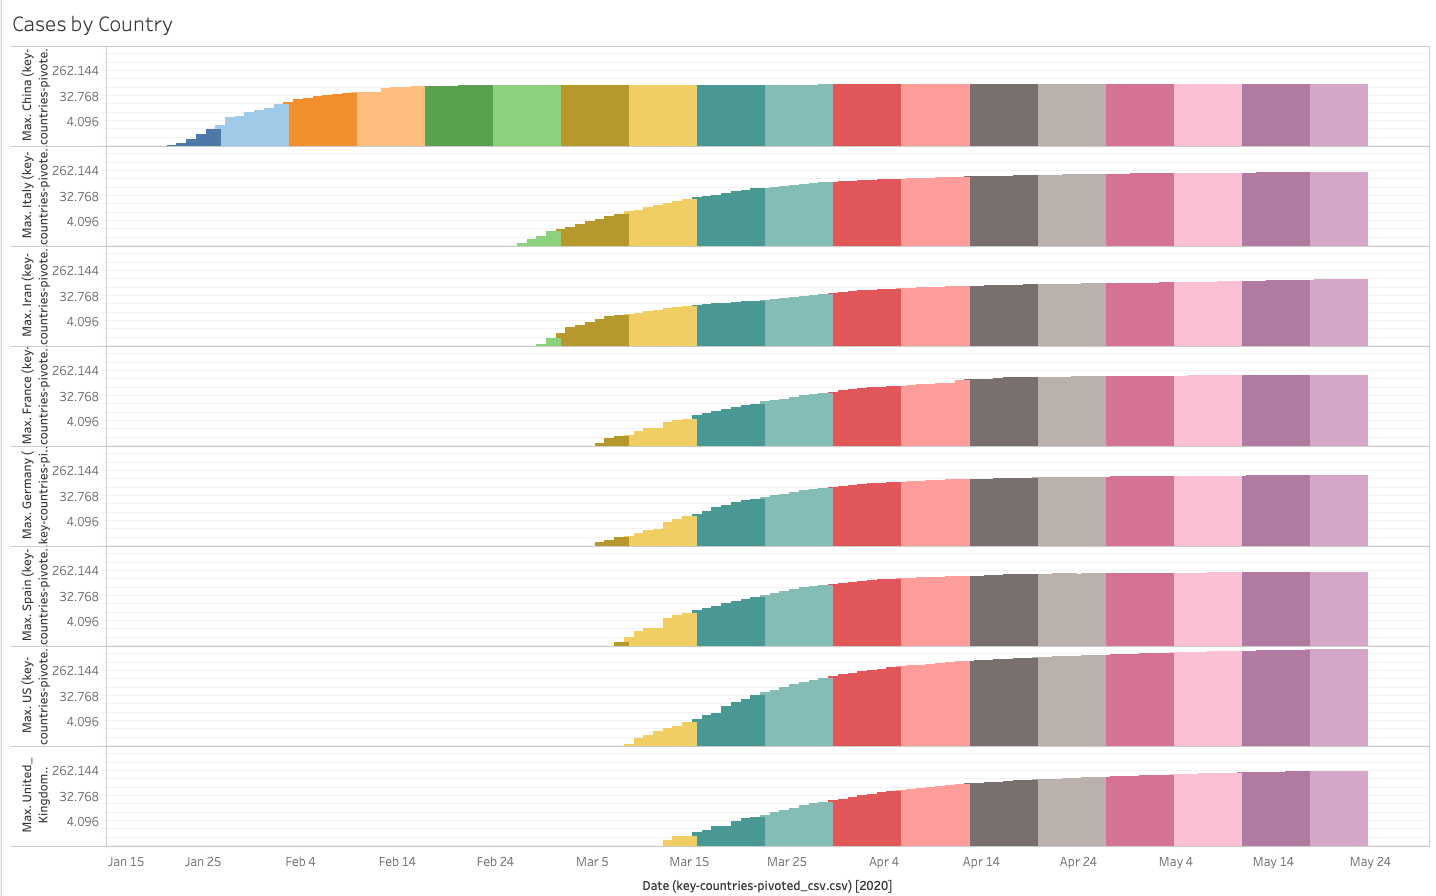 Cases by Country
Max. China (key-
countries-pivote.
262.144
32.768
4.096
Max. Italy (key-
countries-pivote.
262.144
32.768
4.096
Max. Iran (key-
countries-pivote.
262.144
32.768
4.096
Max. France (key-
countries-pivote.
262.144
32.768
4.096
Max. Germany (
key-countries-pi..
262.144
32.768
4.096
Max. Spain (key-
countries-pivote.
262.144
32.768
4.096
Max. US (key-
countries-pivote.
262.144
32.768
4.096
Max. United_
Kingdom..
262.144
32.768
4.096
Jan 15 Jan 25 Feb 4 Feb 14 Feb 24 Mar 5 Mar 15 Mar 25 Apr 4 Apr 14 Apr 24 May 4 May 14 May 24
Date (key-countries-pivoted_csv.csv) [2020]